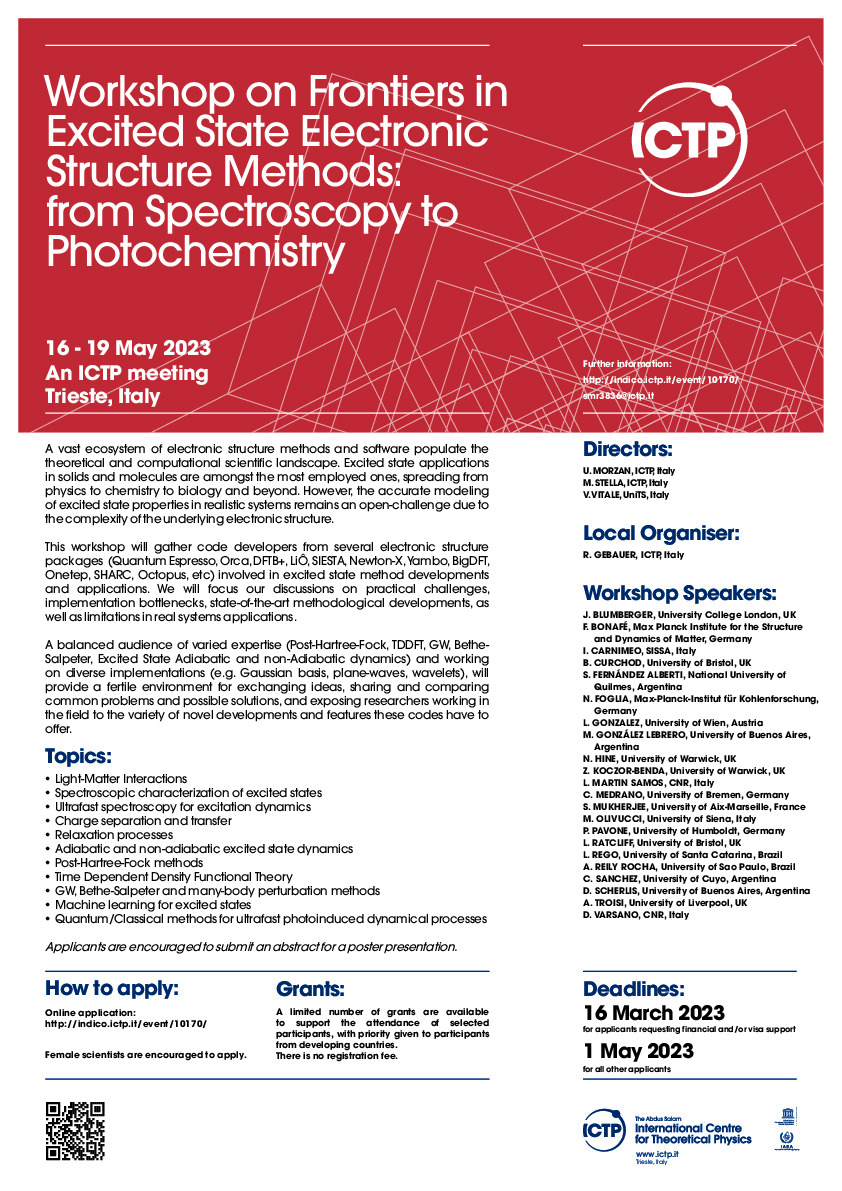 Workshop on Frontiers in
Excited State Electronic
Structure Methods:
from Spectroscopy to
Photochemistry
ICTP
16 - 19 May 2023
An ICTP meeting
Trieste, Italy
Further information:
http://indico.ictp.it/event/10170/
smr3836@ictp.it
A vast ecosystem of electronic structure methods and software populate the
theoretical and computational scientific landscape. Excited state applications
in solids and molecules are amongst the most employed ones, spreading from
physics to chemistry to biology and beyond. However, the accurate modeling
of excited state properties in realistic systems remains an open-challenge due to
the complexity of the underlying electronic structure.
This workshop will gather code developers from several electronic structure
packages (Quantum Espresso, Orca, DFTB+, LiÔ, SIESTA, Newton-X, Yambo, BigDFT,
Onetep, SHARC, Octopus, etc) involved in excited state method developments
and applications. We will focus our discussions on practical challenges,
implementation bottlenecks, state-of-the-art methodological developments, as
well as limitations in real systems applications.
A balanced audience of varied expertise (Post-Hartree-Fock, TDDFT, GW, Bethe-
Salpeter, Excited State Adiabatic and non-Adiabatic dynamics) and working
on diverse implementations (e.g. Gaussian basis, plane-waves, wavelets), will
provide a fertile environment for exchanging ideas, sharing and comparing
common problems and possible solutions, and exposing researchers working in
the field to the variety of novel developments and features these codes have to
offer.
Topics:
• Light-Matter Interactions
• Spectroscopic characterization of excited states
• Ultrafast spectroscopy for excitation dynamics
• Charge separation and transfer
• Relaxation processes
• Adiabatic and non-adiabatic excited state dynamics
• Post-Hartree-Fock methods
• Time Dependent Density Functional Theory
• GW, Bethe-Salpeter and many-body perturbation methods
• Machine learning for excited states
• Quantum/Classical methods for ultrafast photoinduced dynamical processes
Applicants are encouraged to submit an abstract for a poster presentation.
Directors:
U. MORZAN, ICTP, Italy
M. STELLA, ICTP, Italy
V. VITALE, UniTS, Italy
Local Organiser:
R. GEBAUER, ICTP, Italy
Workshop Speakers:
J. BLUMBERGER, University College London, UK
F. BONAFÉ, Max Planck Institute for the Structure
and Dynamics of Matter, Germany
I. CARNIMEO, SISSA, Italy
B. CURCHOD, University of Bristol, UK
S. FERNÁNDEZ ALBERTI, National University of
Quilmes, Argentina
N. FOGLIA, Max-Planck-Institut für Kohlenforschung,
Germany
L. GONZALEZ, University of Wien, Austria
M. GONZÁLEZ LEBRERO, University of Buenos Aires,
Argentina
N. HINE, University of Warwick, UK
Z. KOCZOR-BENDA, University of Warwick, UK
L. MARTIN SAMOS, CNR, Italy
C. MEDRANO, University of Bremen, Germany
S. MUKHERJEE, University of Aix-Marseille, France
M. OLIVUCCI, University of Siena, Italy
P. PAVONE, University of Humboldt, Germany
L. RATCLIFF, University of Bristol, UK
L. REGO, University of Santa Catarina, Brazil
A. REILY ROCHA, University of Sao Paulo, Brazil
C. SANCHEZ, University of Cuyo, Argentina
D. SCHERLIS, University of Buenos Aires, Argentina
A. TROISI, University of Liverpool, UK
D. VARSANO, CNR, Italy
How to apply:
Online application:
http://indico.ictp.it/event/10170/
Female scientists are encouraged to apply.
Grants:
A limited number of grants are available
to support the attendance of selected
participants, with priority given to participants
from developing countries.
There is no registration fee.
Deadlines:
16 March 2023
for applicants requesting financial and/or visa support
1 May 2023
for all other applicants
ICTP
The Abdus Salam
International Centre
for Theoretical Physics
www.ictp.it
Trieste, Italy
IAEA